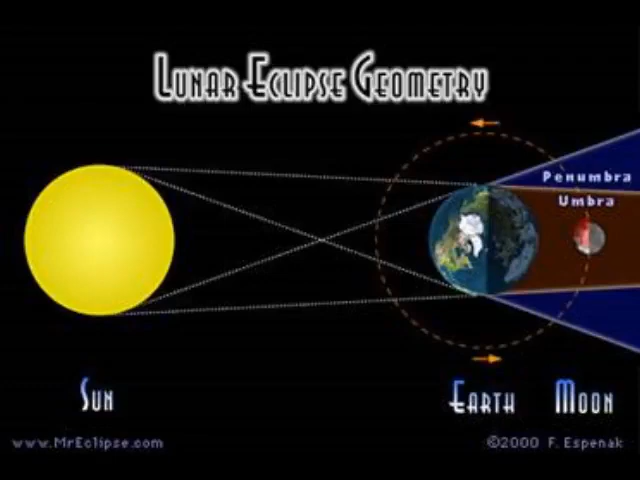 Lunar Eclipse Geometry
Penumbra
Umbra
Sun
Earth
Moon
www.MrEclipse.com
©2000 F. Espenak